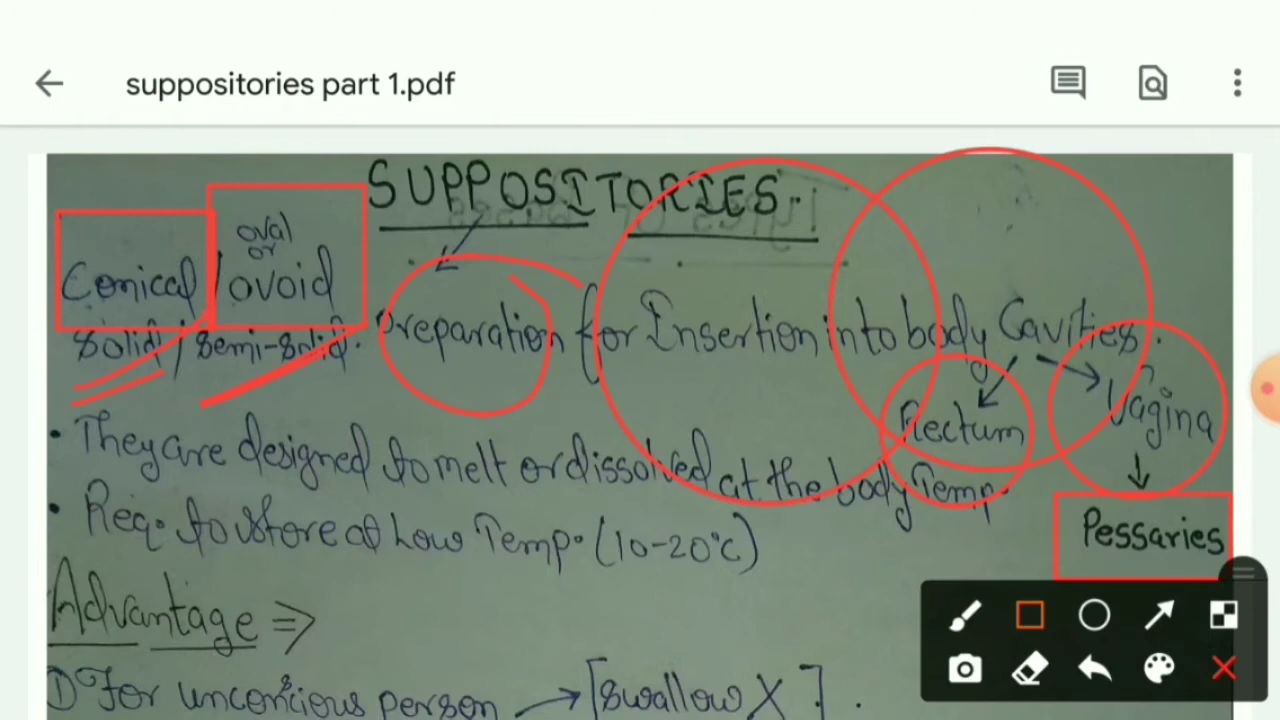 suppositories part 1.pdf
SUPPOSITORIES.
oval
or
Conical / ovoid
Solid / Semi-solid. Preparation for Insertion into body Cavities.
Rectum Vagina
• They are designed to melt or dissolved at the body Temp.
Pessaries
• Req. to store at Low Temp. (10-20°C)
Advantage ⇒
1) For unconcious person → [swallow X].